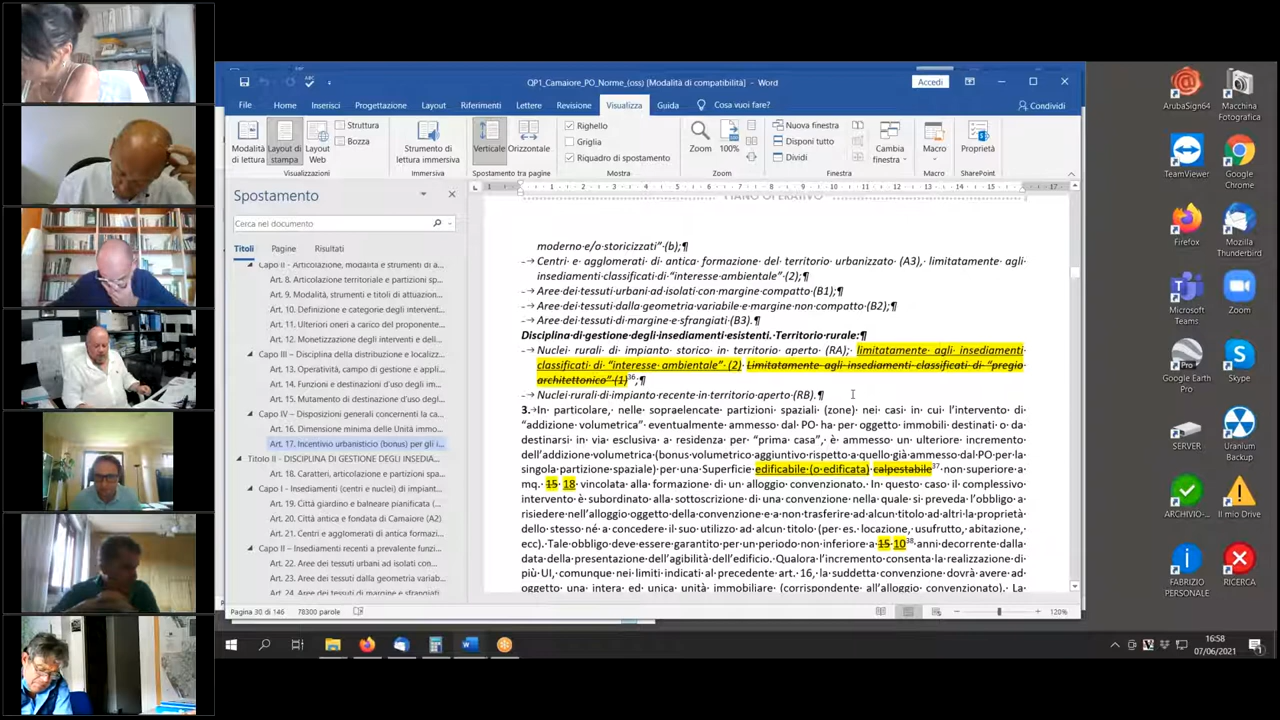 QP1_Camaiore_PO_Norme_(oss) [Modalità di compatibilità] - Word
Accedi
File Home Inserisci Progettazione Layout Riferimenti Lettere Revisione Visualizza Guida Cosa vuoi fare? Condividi
Modalità di lettura
Layout di stampa
Layout Web
Struttura
Bozza
Visualizzazioni
Strumento di lettura immersiva
Immersiva
Verticale
Orizzontale
Spostamento tra pagine
Righello
Griglia
Riquadro di spostamento
Mostra
Zoom
100%
Zoom
Nuova finestra
Disponi tutto
Dividi
Cambia finestra
Finestra
Macro
Macro
Proprietà
SharePoint
Spostamento
Cerca nel documento
Titoli Pagine Risultati
Capo II - Articolazione, modalità e strumenti di a...
Art. 8. Articolazione territoriale e partizioni sp...
Art. 9. Modalità, strumenti e titoli di attuazion...
Art. 10. Definizione e categorie degli intervent...
Art. 11. Ulteriori oneri a carico del proponente...
Art. 12. Monetizzazione degli interventi e dell...
Capo III – Disciplina della distribuzione e localizz...
Art. 13. Operatività, campo di gestione e appli...
Art. 14. Funzioni e destinazioni d'uso degli im...
Art. 15. Mutamento de destinazione d'uso deg...
Capo IV – Disposizioni generali concernenti la ca...
Art. 16. Dimensione minima delle Unità immo...
Art. 17. Incentivo urbanistico (bonus) per gli i...
Titolo II - DISCIPLINA DI GESTIONE DEGLI INSEDIA...
Art. 18. Caratteri, articolazione e partizioni spa...
Capo I - Insediamenti (centri e nuclei) di impiant...
Art. 19. Città giardino e balneare pianificata (...
Art. 20. Città antica e fondata di Camaiore (A2)
Art. 21. Centri e agglomerati di antica formazi...
Capo II – Insediamenti recenti a prevalente funzi...
Art. 22. Aree dei tessuti urbani ad isolati con...
Art. 23. Aree dei tessuti dalla geometria variab...
Art. 24. Aree dei tessuti di margine e sfrangiati
PIANO OPERATIVO
moderno e/o storicizzati” (b);¶
- → Centri e agglomerati di antica formazione del territorio urbanizzato (A3), limitatamente agli
insediamenti classificati di “interesse ambientale” (2);¶
- → Aree dei tessuti urbani ad isolati con margine compatto (B1);¶
- → Aree dei tessuti dalla geometria variabile e margine non compatto (B2);¶
- → Aree dei tessuti di margine e sfrangiati (B3).¶
Disciplina di gestione degli insediamenti esistenti. Territorio rurale:¶
- → Nuclei rurali di impianto storico in territorio aperto (RA); limitatamente agli insediamenti
classificati di “interesse ambientale” (2) Limitatamente agli insediamenti classificati di “pregio
architettonico” (1)36,¶
- → Nuclei rurali di impianto recente in territorio aperto (RB).¶
3. → In particolare, nelle sopraelencate partizioni spaziali (zone) nei casi in cui l’intervento di
“addizione volumetrica” eventualmente ammesso dal PO ha per oggetto immobili destinati o da
destinarsi in via esclusiva a residenza per “prima casa”, è ammesso un ulteriore incremento
dell’addizione volumetrica (bonus volumetrico aggiuntivo rispetto a quello già ammesso dal PO per la
singola partizione spaziale) per una Superficie edificabile (o edificata) calpestabile37 non superiore a
mq. 15 18 vincolata alla formazione di un alloggio convenzionato. In questo caso il complessivo
intervento è subordinato alla sottoscrizione di una convenzione nella quale si preveda l’obbligo a
risiedere nell’alloggio oggetto della convenzione e a non trasferire ad alcun titolo ad altri la proprietà
dello stesso né a concedere il suo utilizzo ad alcun titolo (per es. locazione, usufrutto, abitazione,
ecc). Tale obbligo deve essere garantito per un periodo non inferiore a 15 1038 anni decorrente dalla
data della presentazione dell’agibilità dell’edificio. Qualora l’incremento consenta la realizzazione di
più UI, comunque nei limiti indicati al precedente art. 16, la suddetta convenzione dovrà avere ad
oggetto una intera ed unica unità immobiliare (corrispondente all’alloggio convenzionato). La
Pagina 30 di 146 78300 parole 120%
ArubaSign64
Macchina Fotografica
TeamViewer
Google Chrome
Firefox
Mozilla Thunderbird
Microsoft Teams
Zoom
Google Earth Pro
Skype
SERVER
Uranium Backup
ARCHIVIO-...
Il mio Drive
FABRIZIO PERSONALE
RICERCA
16:58
07/06/2021